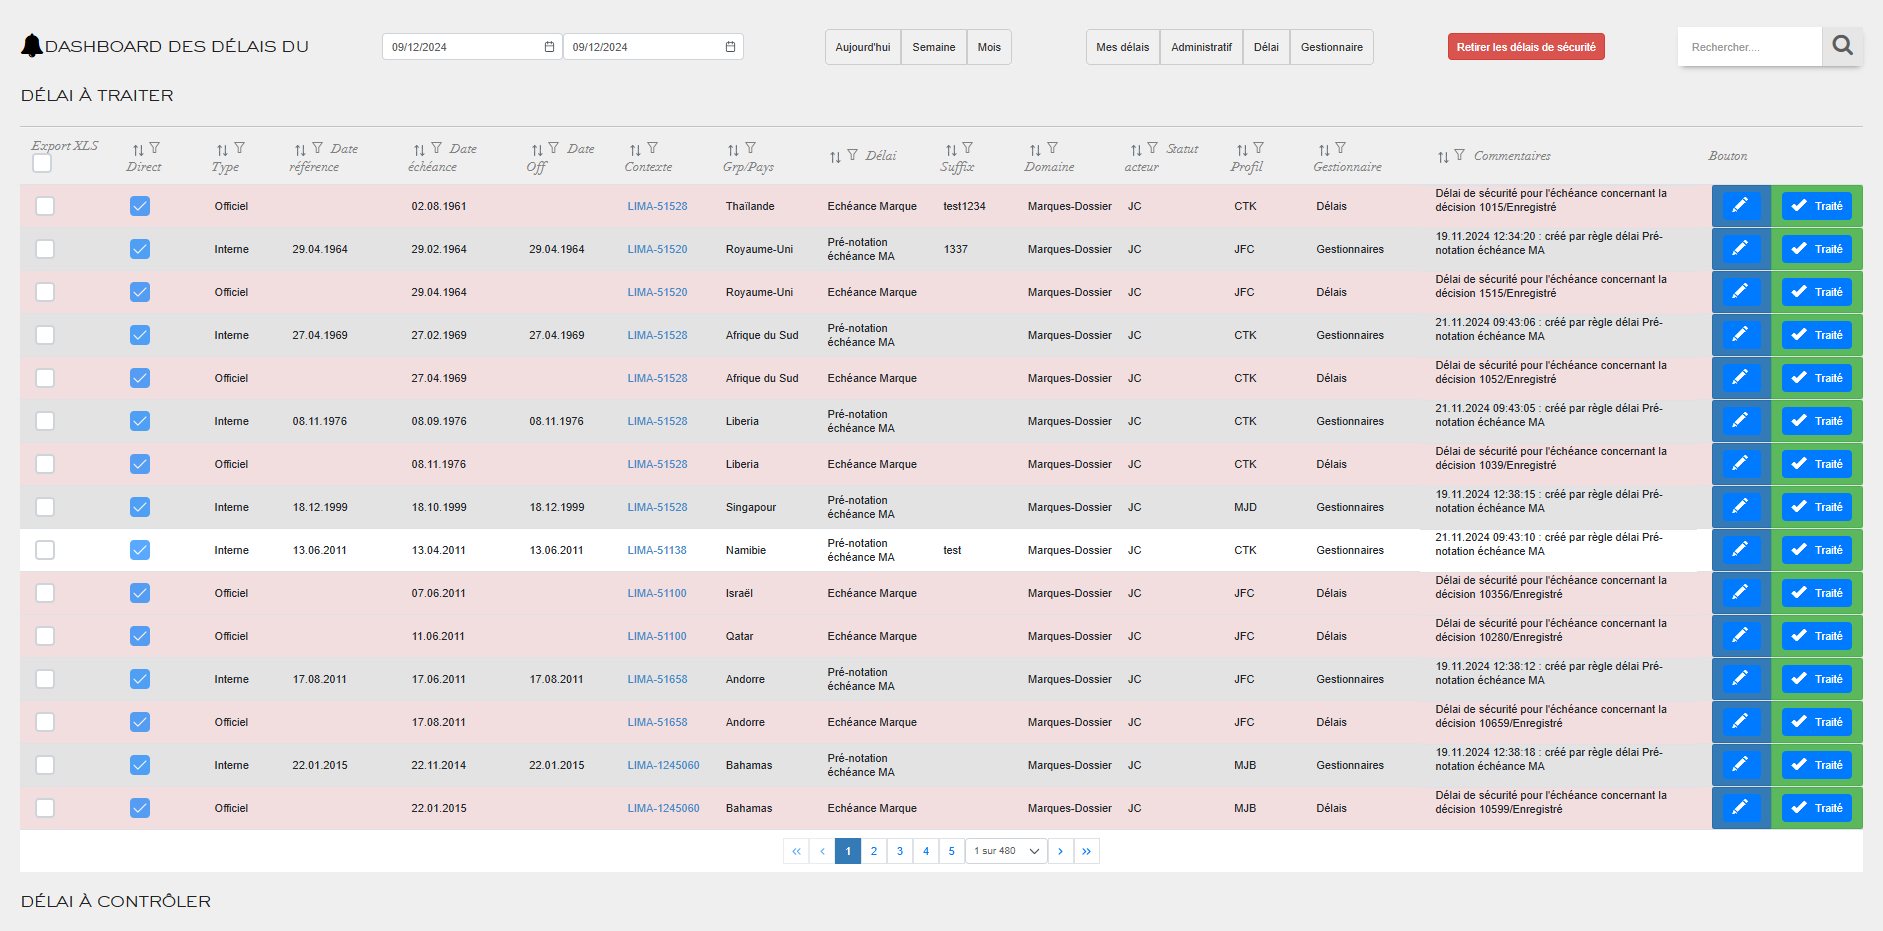 DASHBOARD DES DÉLAIS DU 09/12/2024 09/12/2024 Aujourd'hui Semaine Mois Mes délais Administratif Délai Gestionnaire Retirer les délais de sécurité Rechercher....
DÉLAI À TRAITER
Export XLS Direct Type Date référence Date échéance Date Off Contexte Grp/Pays Délai Suffix Domaine Statut acteur Profil Gestionnaire Commentaires Bouton
Officiel 02.08.1961 LIMA-51528 Thaïlande Echéance Marque test1234 Marques-Dossier JC CTK Délais Délai de sécurité pour l'échéance concernant la décision 1015/Enregistré Traité
Interne 29.04.1964 29.02.1964 29.04.1964 LIMA-51520 Royaume-Uni Pré-notation échéance MA 1337 Marques-Dossier JC JFC Gestionnaires 19.11.2024 12:34:20 : créé par règle délai Pré-notation échéance MA Traité
Officiel 29.04.1964 LIMA-51520 Royaume-Uni Echéance Marque Marques-Dossier JC JFC Délais Délai de sécurité pour l'échéance concernant la décision 1515/Enregistré Traité
Interne 27.04.1969 27.02.1969 27.04.1969 LIMA-51528 Afrique du Sud Pré-notation échéance MA Marques-Dossier JC CTK Gestionnaires 21.11.2024 09:43:06 : créé par règle délai Pré-notation échéance MA Traité
Officiel 27.04.1969 LIMA-51528 Afrique du Sud Echéance Marque Marques-Dossier JC CTK Délais Délai de sécurité pour l'échéance concernant la décision 1052/Enregistré Traité
Interne 08.11.1976 08.09.1976 08.11.1976 LIMA-51528 Liberia Pré-notation échéance MA Marques-Dossier JC CTK Gestionnaires 21.11.2024 09:43:05 : créé par règle délai Pré-notation échéance MA Traité
Officiel 08.11.1976 LIMA-51528 Liberia Echéance Marque Marques-Dossier JC CTK Délais Délai de sécurité pour l'échéance concernant la décision 1039/Enregistré Traité
Interne 18.12.1999 18.10.1999 18.12.1999 LIMA-51528 Singapour Pré-notation échéance MA Marques-Dossier JC MJD Gestionnaires 19.11.2024 12:38:15 : créé par règle délai Pré-notation échéance MA Traité
Interne 13.06.2011 13.04.2011 13.06.2011 LIMA-51138 Namibie Pré-notation échéance MA test Marques-Dossier JC CTK Gestionnaires 21.11.2024 09:43:10 : créé par règle délai Pré-notation échéance MA Traité
Officiel 07.06.2011 LIMA-51100 Israël Echéance Marque Marques-Dossier JC JFC Délais Délai de sécurité pour l'échéance concernant la décision 10356/Enregistré Traité
Officiel 11.06.2011 LIMA-51100 Qatar Echéance Marque Marques-Dossier JC JFC Délais Délai de sécurité pour l'échéance concernant la décision 10280/Enregistré Traité
Interne 17.08.2011 17.06.2011 17.08.2011 LIMA-51658 Andorre Pré-notation échéance MA Marques-Dossier JC JFC Gestionnaires 19.11.2024 12:38:12 : créé par règle délai Pré-notation échéance MA Traité
Officiel 17.08.2011 LIMA-51658 Andorre Echéance Marque Marques-Dossier JC JFC Délais Délai de sécurité pour l'échéance concernant la décision 10659/Enregistré Traité
Interne 22.01.2015 22.11.2014 22.01.2015 LIMA-1245060 Bahamas Pré-notation échéance MA Marques-Dossier JC MJB Gestionnaires 19.11.2024 12:38:18 : créé par règle délai Pré-notation échéance MA Traité
Officiel 22.01.2015 LIMA-1245060 Bahamas Echéance Marque Marques-Dossier JC MJB Délais Délai de sécurité pour l'échéance concernant la décision 10599/Enregistré Traité
« ‹ 1 2 3 4 5 1 sur 480 › »
DÉLAI À CONTRÔLER